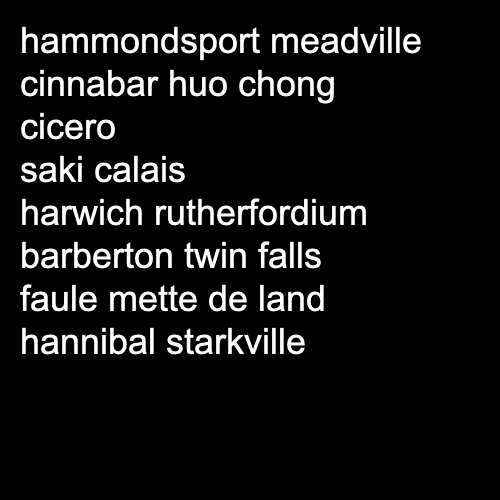 hammondsport meadville
cinnabar huo chong
cicero
saki calais
harwich rutherfordium
barberton twin falls
faule mette de land
hannibal starkville